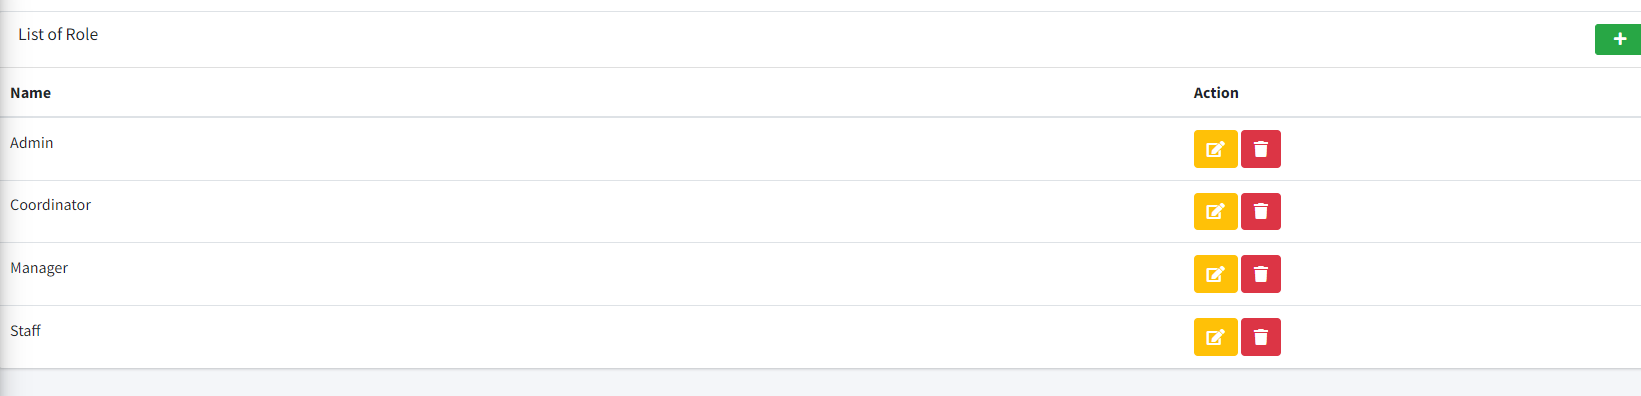 List of Role
Name Action
Admin
Coordinator
Manager
Staff